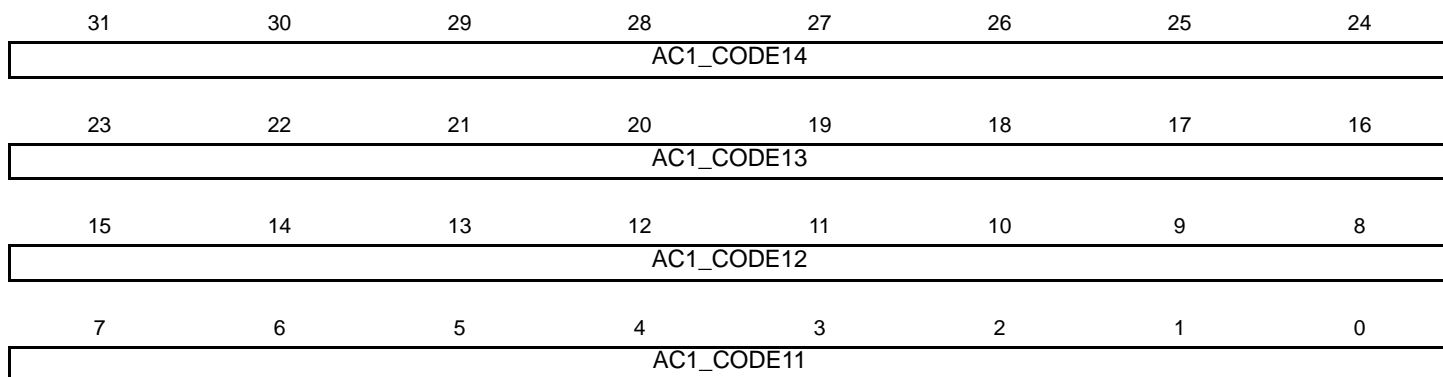 31 30 29 28 27 26 25 24
AC1_CODE14
23 22 21 20 19 18 17 16
AC1_CODE13
15 14 13 12 11 10 9 8
AC1_CODE12
7 6 5 4 3 2 1 0
AC1_CODE11